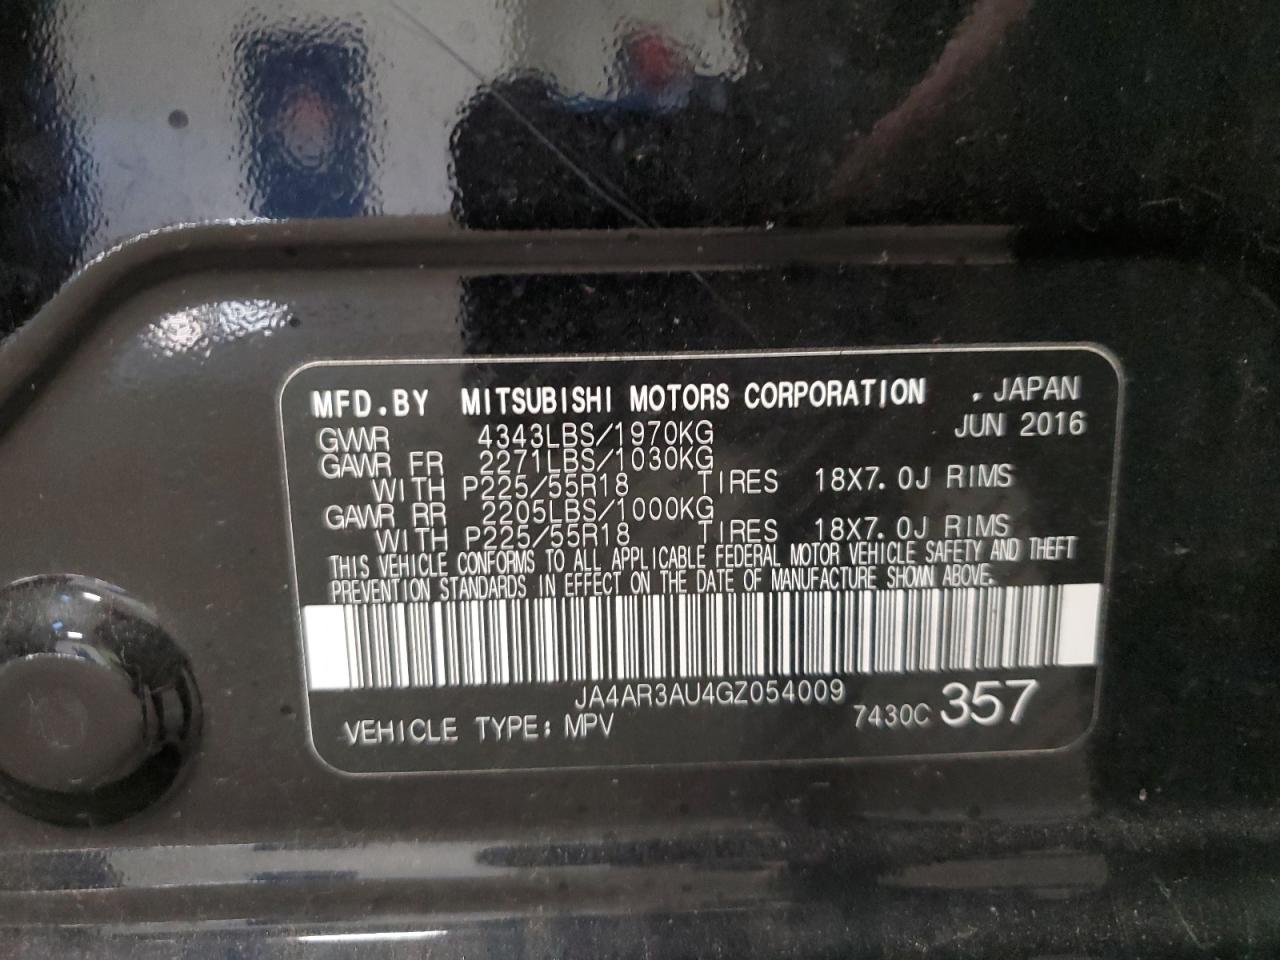 MFD.BY MITSUBISHI MOTORS CORPORATION . JAPAN
GVWR 4343LBS/1970KG JUN 2016
GAWR FR 2271LBS/1030KG
WITH P225/55R18 TIRES 18X7.0J RIMS
GAWR RR 2205LBS/1000KG
WITH P225/55R18 TIRES 18X7.0J RIMS
THIS VEHICLE CONFORMS TO ALL APPLICABLE FEDERAL MOTOR VEHICLE SAFETY AND THEFT
PREVENTION STANDARDS IN EFFECT ON THE DATE OF MANUFACTURE SHOWN ABOVE.
JA4AR3AU4GZ054009
VEHICLE TYPE: MPV 7430C 357